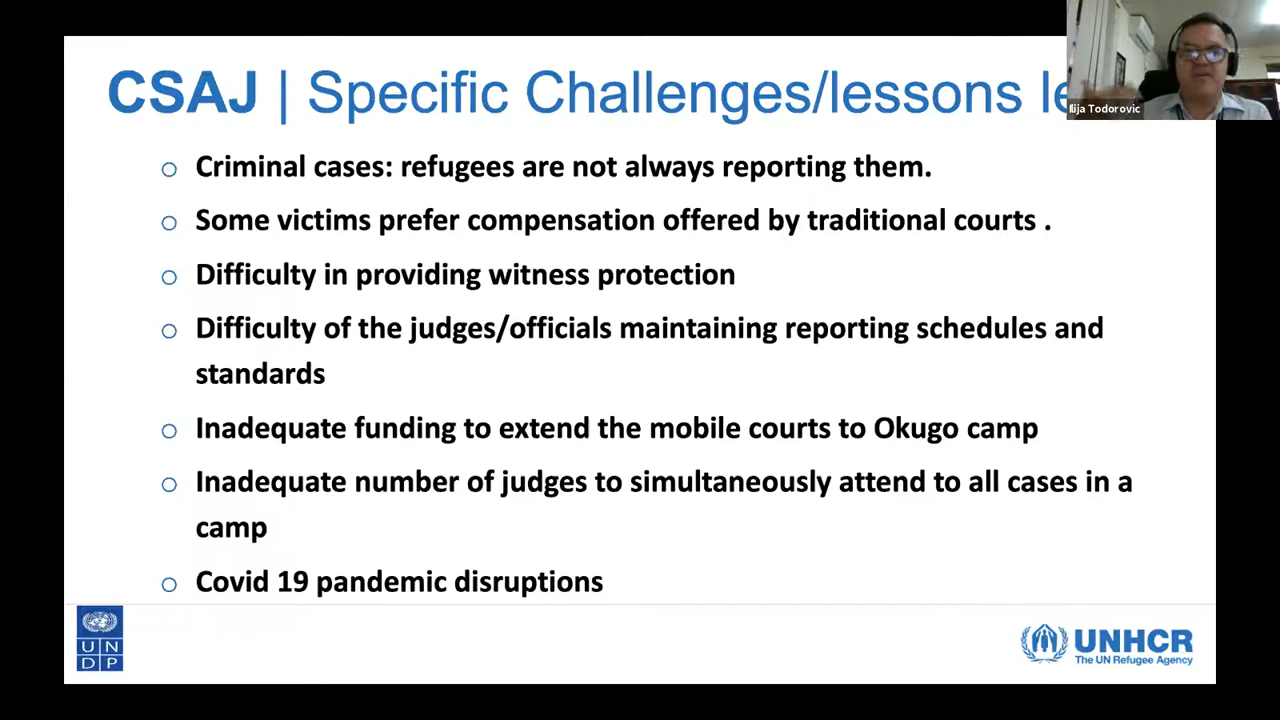 CSAJ | Specific Challenges/lessons le
Ilija Todorovic
Criminal cases: refugees are not always reporting them.
Some victims prefer compensation offered by traditional courts .
Difficulty in providing witness protection
Difficulty of the judges/officials maintaining reporting schedules and
standards
Inadequate funding to extend the mobile courts to Okugo camp
Inadequate number of judges to simultaneously attend to all cases in a
camp
Covid 19 pandemic disruptions
U N
D P
UNHCR
The UN Refugee Agency